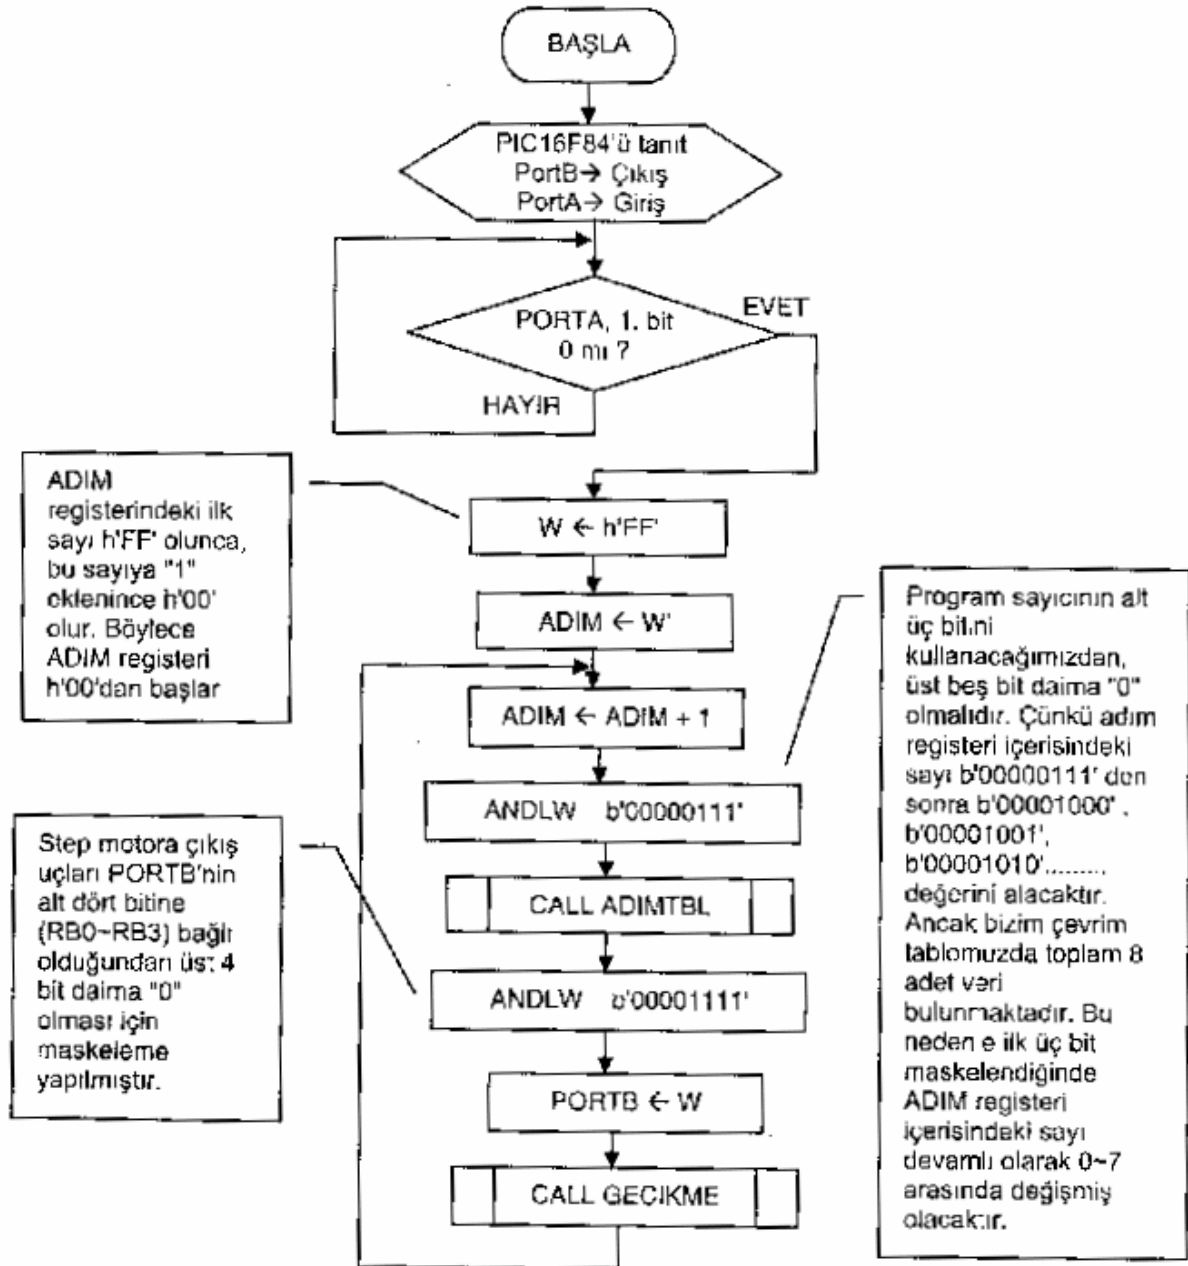 BAŞLA
PIC16F84'ü tanıt
PortB→ Çıkış
PortA→ Giriş
PORTA, 1. bit
0 mı ?
EVET
HAYIR
ADIM
registerindeki ilk
sayı h'FF' olunca,
bu sayıya "1"
eklenince h'00'
olur. Böylece
ADIM registeri
h'00'dan başlar
W ← h'FF'
ADIM ← W'
ADIM ← ADIM + 1
ANDLW b'00000111'
CALL ADIMTBL
ANDLW b'00001111'
PORTB ← W
CALL GECIKME
Step motora çıkış
uçları PORTB'nin
alt dört bitine
(RB0~RB3) bağlı
olduğundan üst 4
bit daima "0"
olması için
maskeleme
yapılmıştır.
Program sayıcının alt
üç bitini
kullanacağımızdan,
üst beş bit daima "0"
olmalıdır. Çünkü adım
registeri içerisindeki
sayı b'00000111' den
sonra b'00001000' ,
b'00001001',
b'00001010'.........
değerini alacaktır.
Ancak bizim çevrim
tablomuzda toplam 8
adet veri
bulunmaktadır. Bu
neden e ilk üç bit
maskelendiğinde
ADIM registeri
içerisindeki sayı
devamlı olarak 0~7
arasında değişmiş
olacaktır.